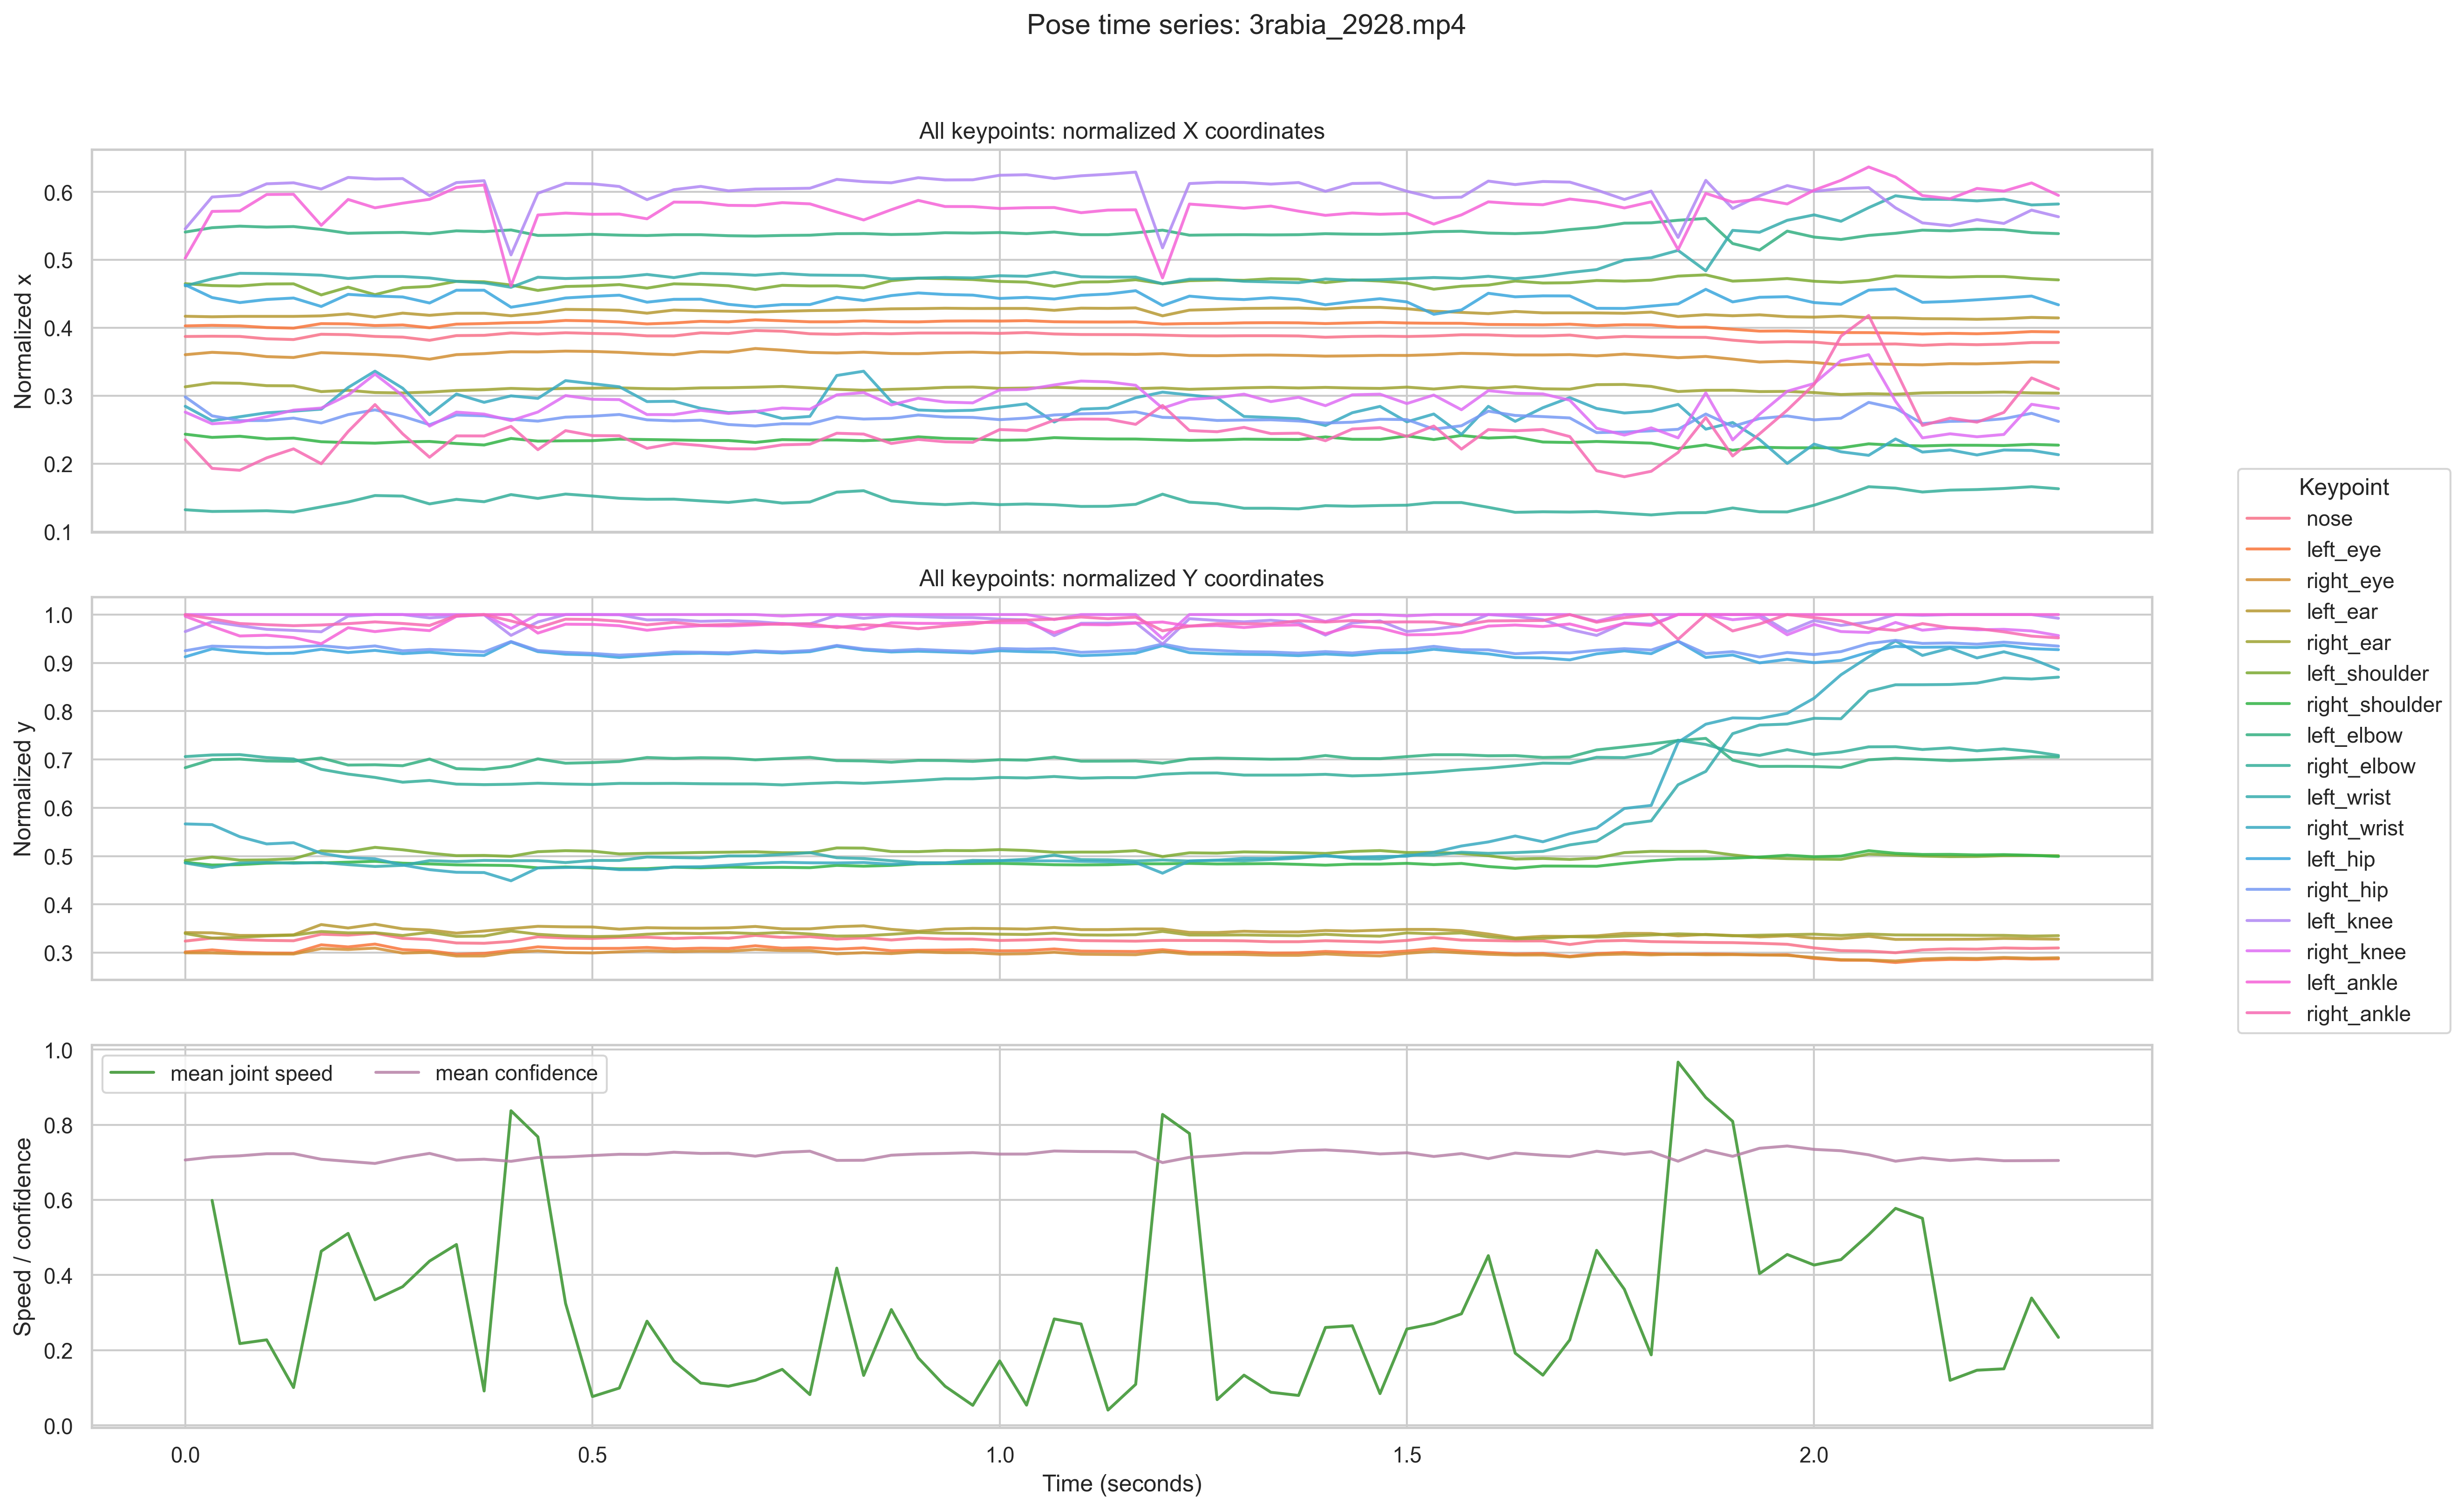 Pose time series: 3rabia_2928.mp4
All keypoints: normalized X coordinates
Normalized x
0.6
0.5
0.4
0.3
0.2
0.1
All keypoints: normalized Y coordinates
Normalized y
1.0
0.9
0.8
0.7
0.6
0.5
0.4
0.3
Keypoint
nose
left_eye
right_eye
left_ear
right_ear
left_shoulder
right_shoulder
left_elbow
right_elbow
left_wrist
right_wrist
left_hip
right_hip
left_knee
right_knee
left_ankle
right_ankle
mean joint speed
mean confidence
Speed / confidence
1.0
0.8
0.6
0.4
0.2
0.0
0.0 0.5 1.0 1.5 2.0
Time (seconds)